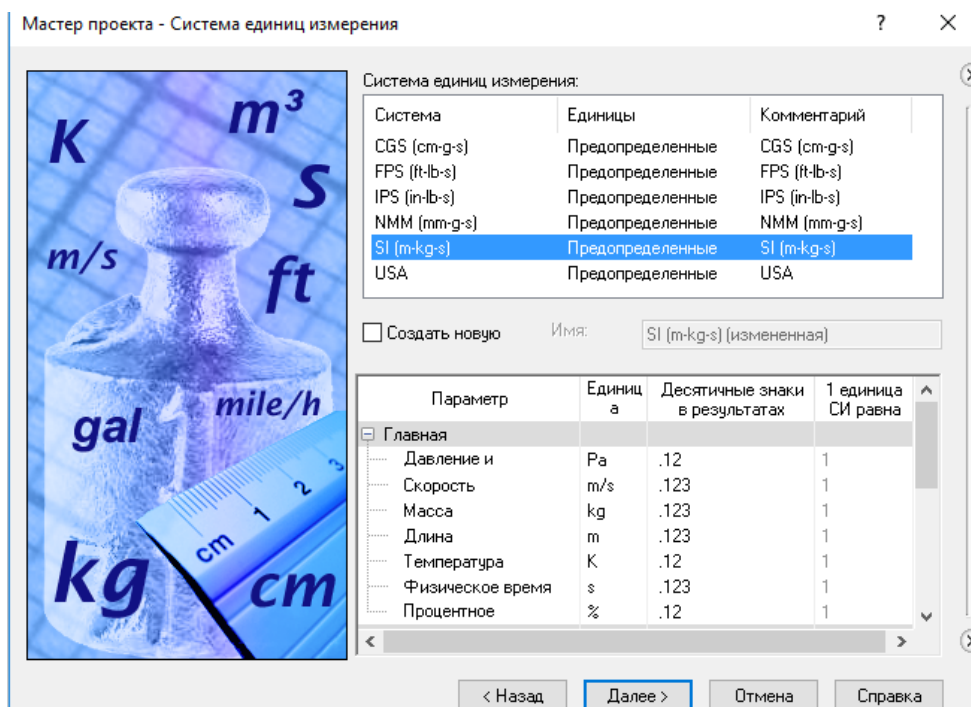 Мастер проекта - Система единиц измерения ? ×
K
m³
s
m/s
ft
gal
mile/h
cm 1 2 3
kg
cm
Система единиц измерения:
Система Единицы Комментарий
CGS (cm-g-s) Предопределенные CGS (cm-g-s)
FPS (ft-lb-s) Предопределенные FPS (ft-lb-s)
IPS (in-lb-s) Предопределенные IPS (in-lb-s)
NMM (mm-g-s) Предопределенные NMM (mm-g-s)
SI (m-kg-s) Предопределенные SI (m-kg-s)
USA Предопределенные USA
Создать новую Имя: SI (m-kg-s) (измененная)
Параметр Единица Десятичные знаки в результатах 1 единица СИ равна
Главная
Давление и Pa .12 1
Скорость m/s .123 1
Масса kg .123 1
Длина m .123 1
Температура K .12 1
Физическое время s .123 1
Процентное % .12 1
< Назад Далее > Отмена Справка